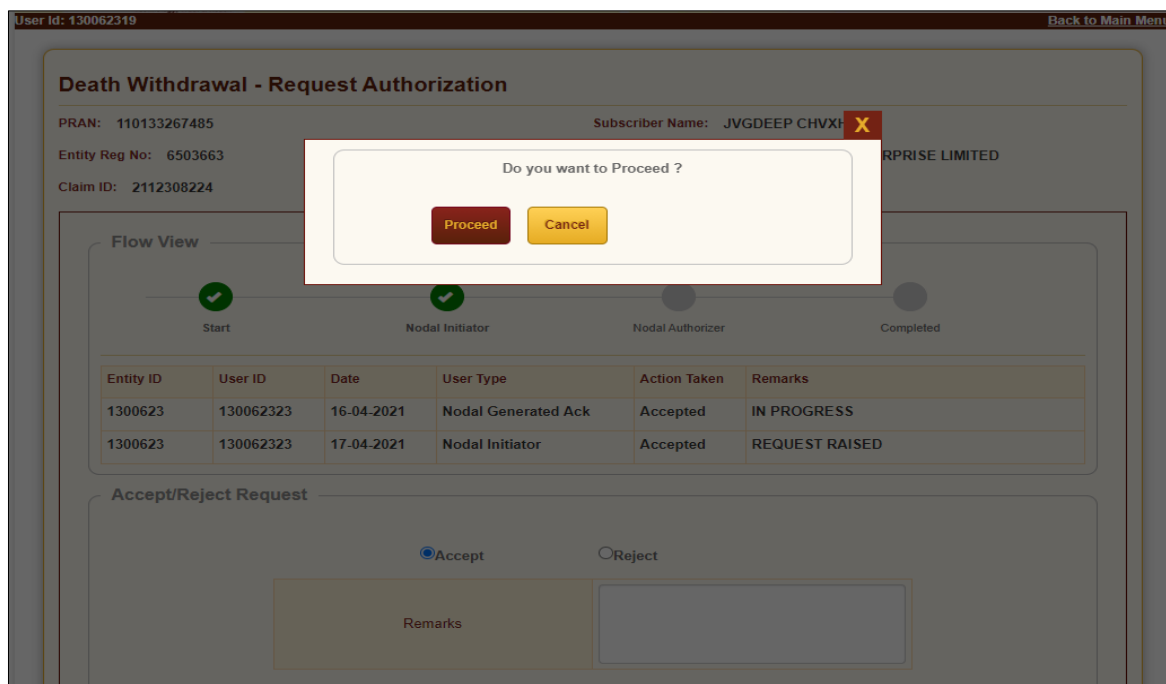 User Id: 130062319 Back to Main Menu
Death Withdrawal - Request Authorization
PRAN: 110133267485 Subscriber Name: JVGDEEP X
Entity Reg No: 6503663 LIMITED
Claim ID: 2112308224
Do you want to Proceed ?
Proceed Cancel
Flow View
Start Nodal Initiator Nodal Authorizer Completed
Entity ID User ID Date User Type Action Taken Remarks
1300623 130062323 16-04-2021 Nodal Generated Ack Accepted IN PROGRESS
1300623 130062323 17-04-2021 Nodal Initiator Accepted REQUEST RAISED
Accept/Reject Request
Accept Reject
Remarks